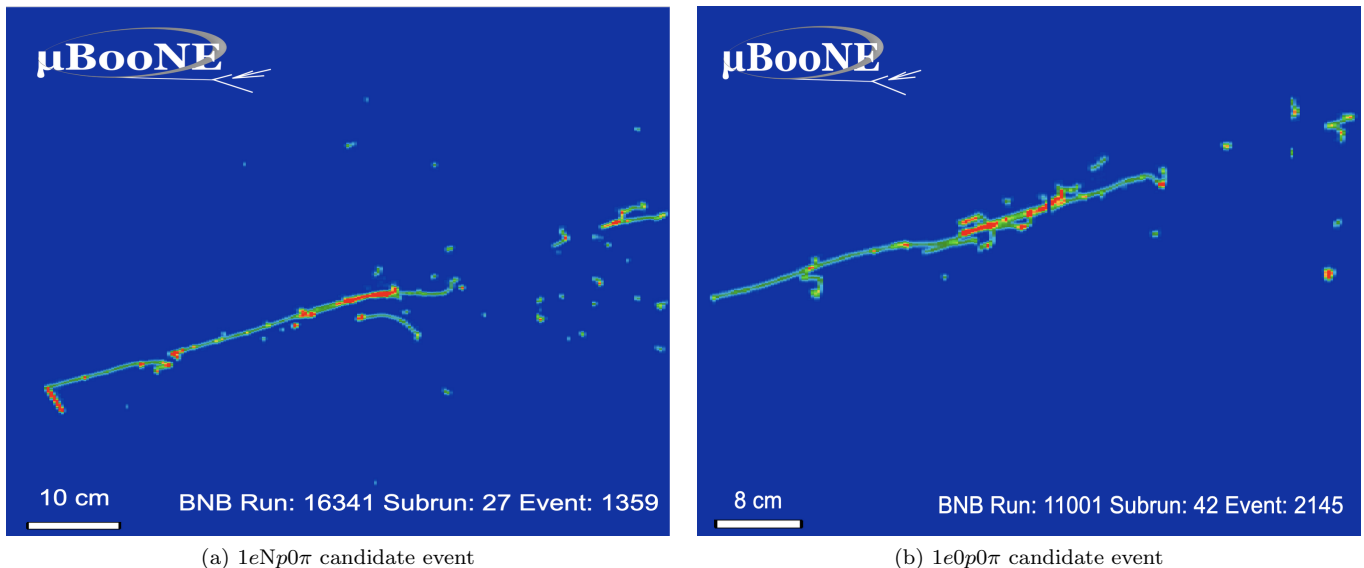 µBooNE
10 cm
BNB Run: 16341 Subrun: 27 Event: 1359
(a) 1eNp0π candidate event
µBooNE
8 cm
BNB Run: 11001 Subrun: 42 Event: 2145
(b) 1e0p0π candidate event